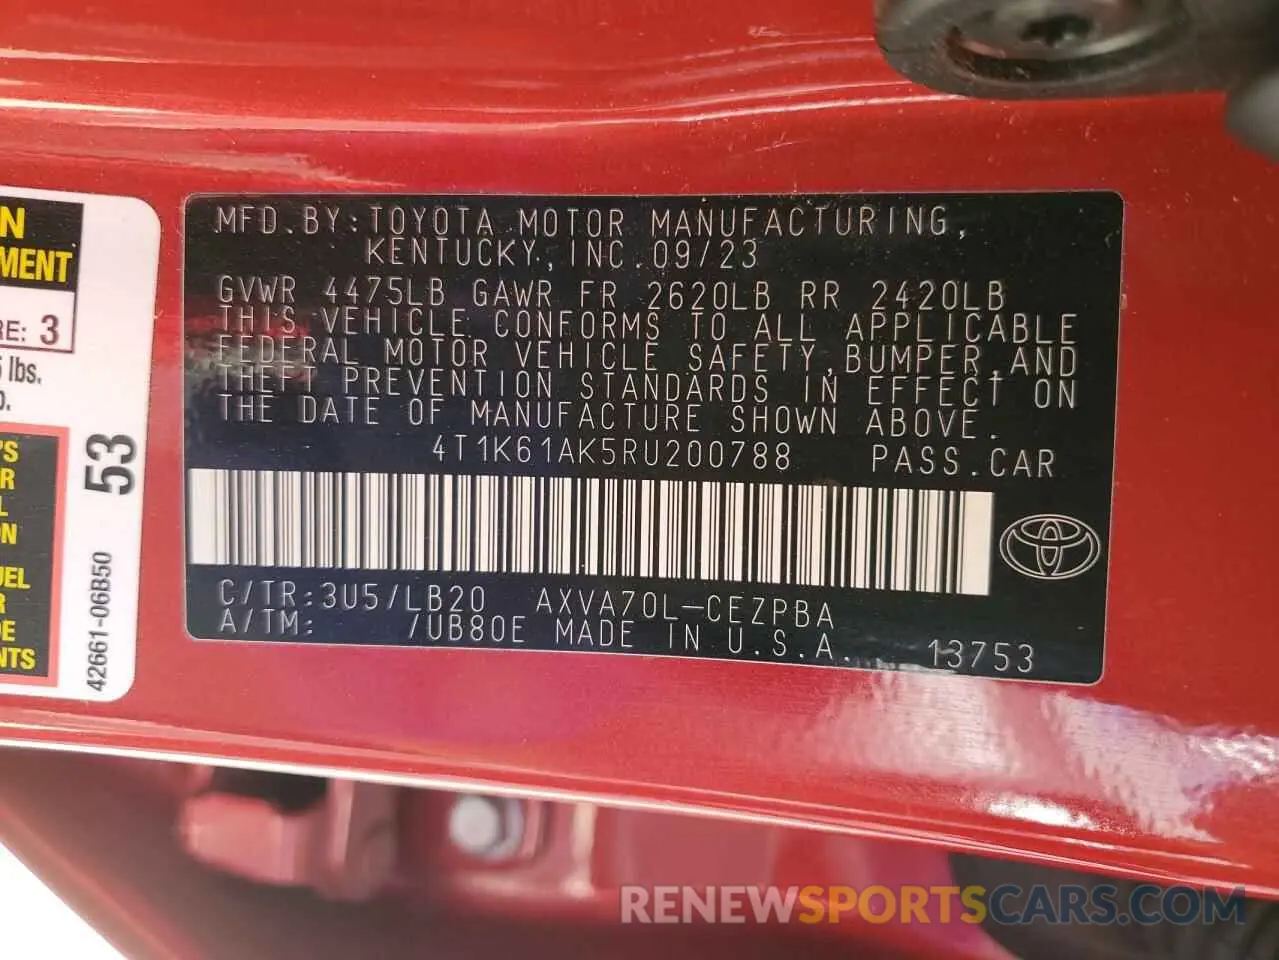 MFD.BY:TOYOTA MOTOR MANUFACTURING,
KENTUCKY, INC.09/23
GVWR 4475LB GAWR FR 2620LB RR 2420LB
THIS VEHICLE CONFORMS TO ALL APPLICABLE
FEDERAL MOTOR VEHICLE SAFETY,BUMPER,AND
THEFT PREVENTION STANDARDS IN EFFECT ON
THE DATE OF MANUFACTURE SHOWN ABOVE.
4T1K61AK5RU200788 PASS.CAR
C/TR:3U5/LB20 AXVA70L-CEZPBA
A/TM: /UB80E MADE IN U.S.A. 13753
N
MENT
RE: 3
5 lbs.
'S
R
L
N
UEL
R
DE
NTS
53
42661-06B50
RENEWSPORTSCARS.COM